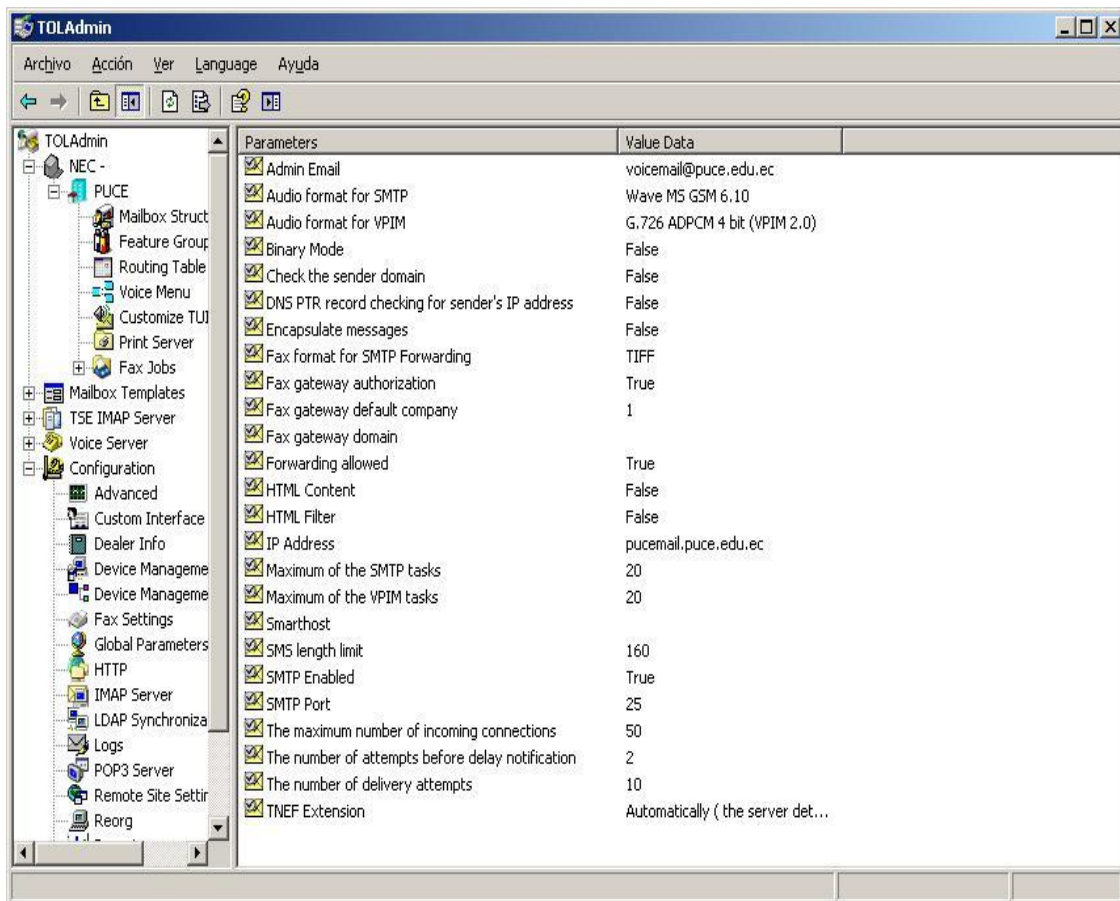 TOLAdmin
Archivo Acción Ver Language Ayuda
TOLAdmin
NEC -
PUCE
Mailbox Struct
Feature Group
Routing Table
Voice Menu
Customize TUI
Print Server
Fax Jobs
Mailbox Templates
TSE IMAP Server
Voice Server
Configuration
Advanced
Custom Interface
Dealer Info
Device Manageme
Device Manageme
Fax Settings
Global Parameters
HTTP
IMAP Server
LDAP Synchroniza
Logs
POP3 Server
Remote Site Settin
Reorg
Parameters Value Data
Admin Email voicemail@puce.edu.ec
Audio format for SMTP Wave MS GSM 6.10
Audio format for VPIM G.726 ADPCM 4 bit (VPIM 2.0)
Binary Mode False
Check the sender domain False
DNS PTR record checking for sender's IP address False
Encapsulate messages False
Fax format for SMTP Forwarding TIFF
Fax gateway authorization True
Fax gateway default company 1
Fax gateway domain
Forwarding allowed True
HTML Content False
HTML Filter False
IP Address pucemail.puce.edu.ec
Maximum of the SMTP tasks 20
Maximum of the VPIM tasks 20
Smarthost
SMS length limit 160
SMTP Enabled True
SMTP Port 25
The maximum number of incoming connections 50
The number of attempts before delay notification 2
The number of delivery attempts 10
TNEF Extension Automatically ( the server det...